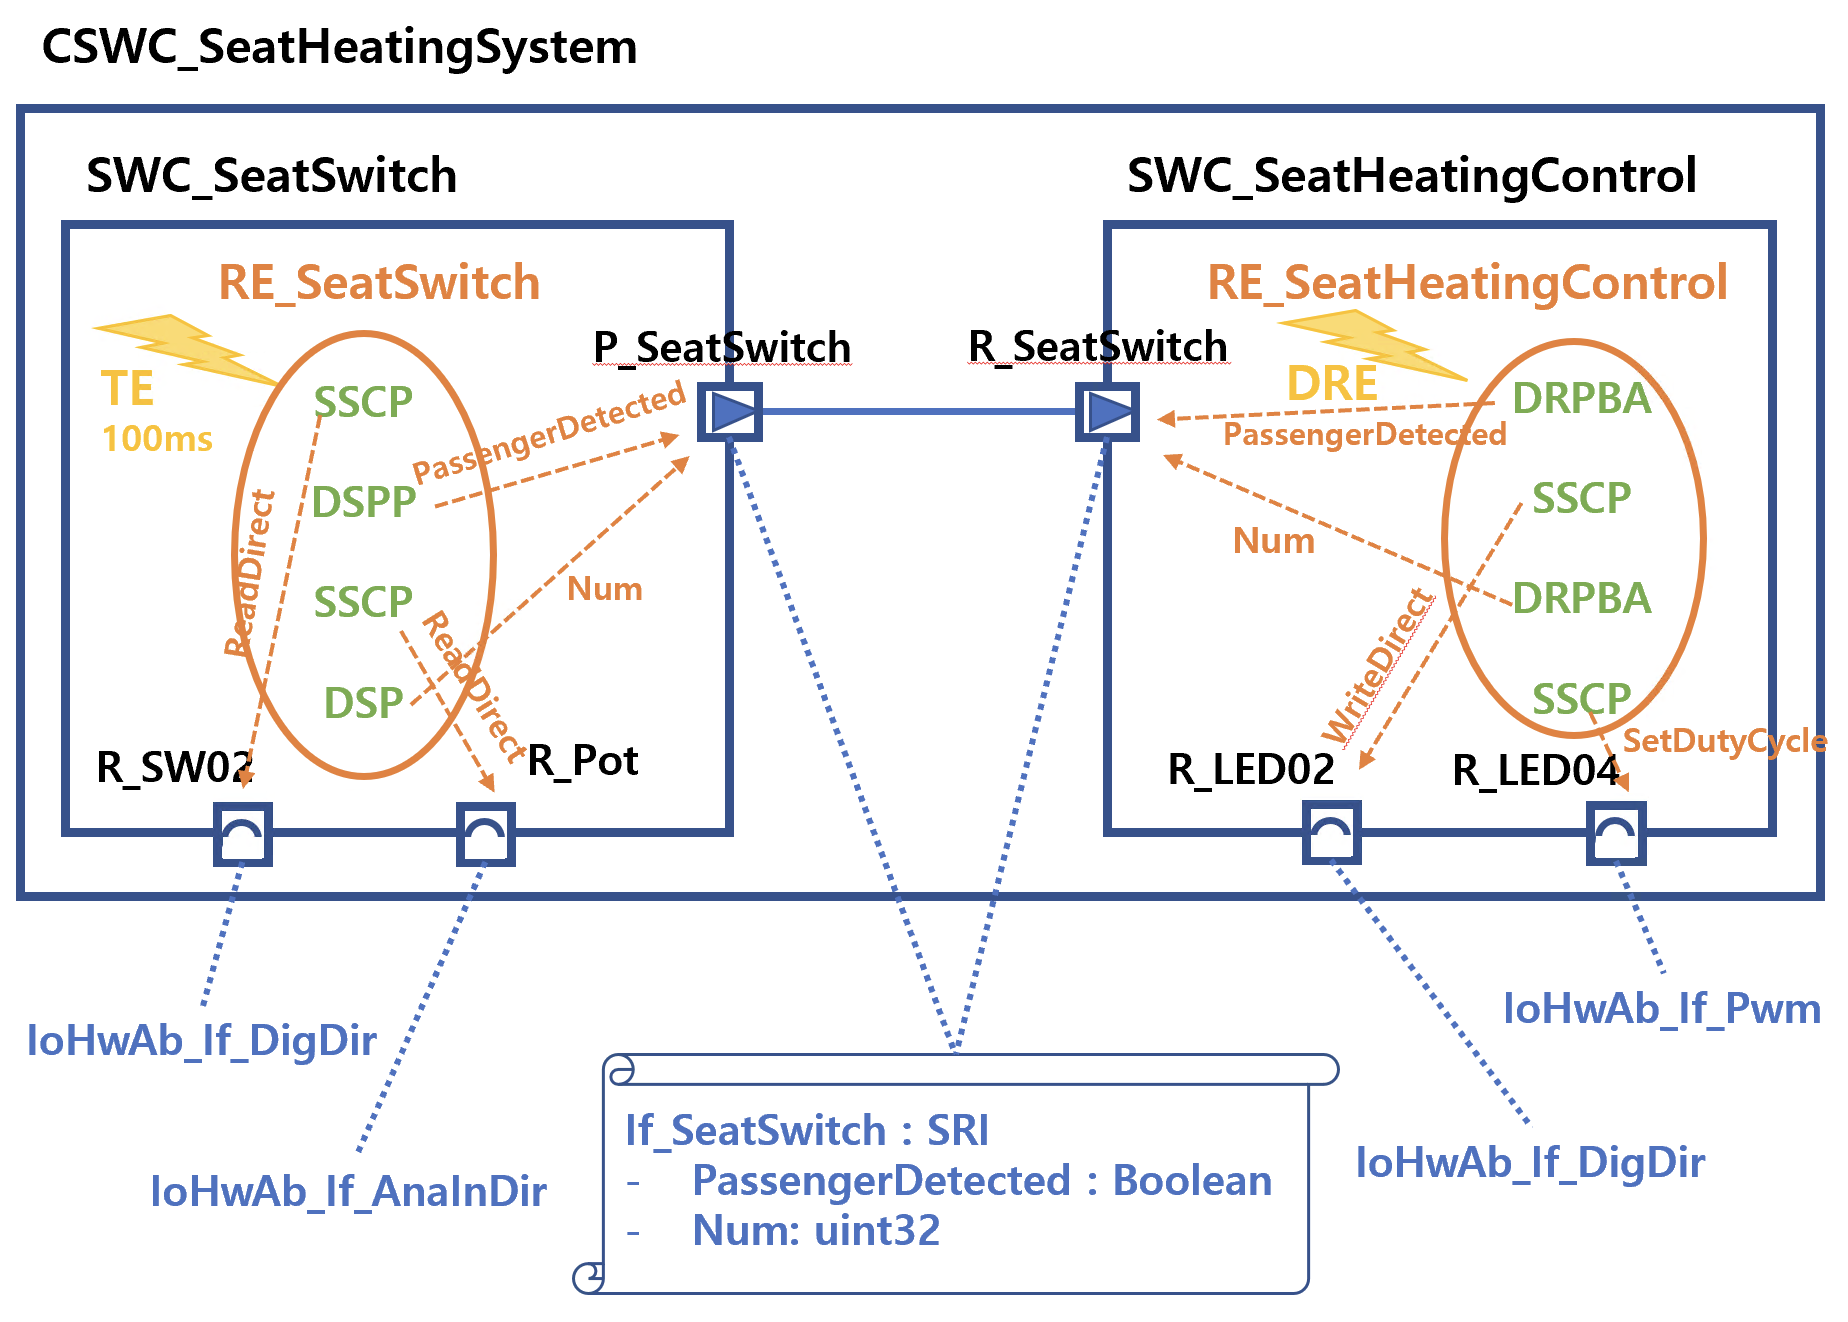 CSWC_SeatHeatingSystem
SWC_SeatSwitch
SWC_SeatHeatingControl
RE_SeatSwitch
RE_SeatHeatingControl
P_SeatSwitch
R_SeatSwitch
TE
100ms
SSCP
DSPP
SSCP
DSP
PassengerDetected
Num
ReadDirect
ReadDirect
R_SW02
R_Pot
DRE
PassengerDetected
Num
DRPBA
SSCP
DRPBA
SSCP
WriteDirect
SetDutyCycle
R_LED02
R_LED04
IoHwAb_If_DigDir
IoHwAb_If_AnaInDir
If_SeatSwitch : SRI
- PassengerDetected : Boolean
- Num: uint32
IoHwAb_If_Pwm
IoHwAb_If_DigDir